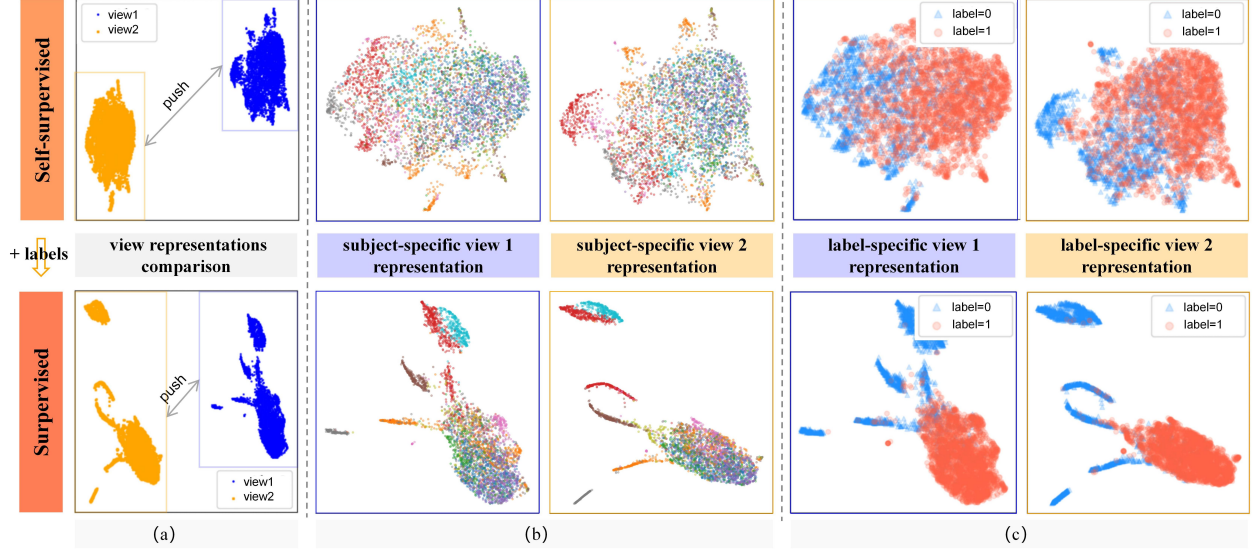 Self-surpervised
view1
view2
push
label=0
label=1
label=0
label=1
+ labels
view representations
comparison
subject-specific view 1
representation
subject-specific view 2
representation
label-specific view 1
representation
label-specific view 2
representation
Surpervised
push
view1
view2
label=0
label=1
label=0
label=1
(a)
(b)
(c)